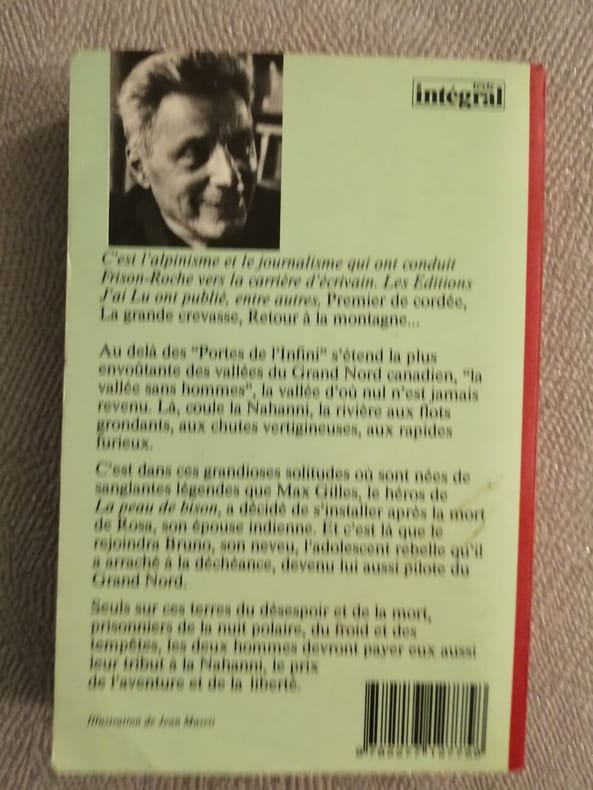 texte
intégral
C'est l'alpinisme et le journalisme qui ont conduit
Frison-Roche vers la carrière d'écrivain. Les Editions
J'ai Lu ont publié, entre autres, Premier de cordée,
La grande crevasse, Retour à la montagne...
Au delà des "Portes de l'Infini" s'étend la plus
envoûtante des vallées du Grand Nord canadien, "la
vallée sans hommes", la vallée d'où nul n'est jamais
revenu. Là, coule la Nahanni, la rivière aux flots
grondants, aux chutes vertigineuses, aux rapides
furieux.
C'est dans ces grandioses solitudes où sont nées de
sanglantes légendes que Max Gilles, le héros de
La peau de bison, a décidé de s'installer après la mort
de Rosa, son épouse indienne. Et c'est là que le
rejoindra Bruno, son neveu, l'adolescent rebelle qu'il
a arraché à la déchéance, devenu lui aussi pilote du
Grand Nord.
Seuls sur ces terres du désespoir et de la mort,
prisonniers de la nuit polaire, du froid et des
tempêtes, les deux hommes devront payer eux aussi
leur tribut à la Nahanni, le prix
de l'aventure et de la liberté.
Illustration de Jean Mascii